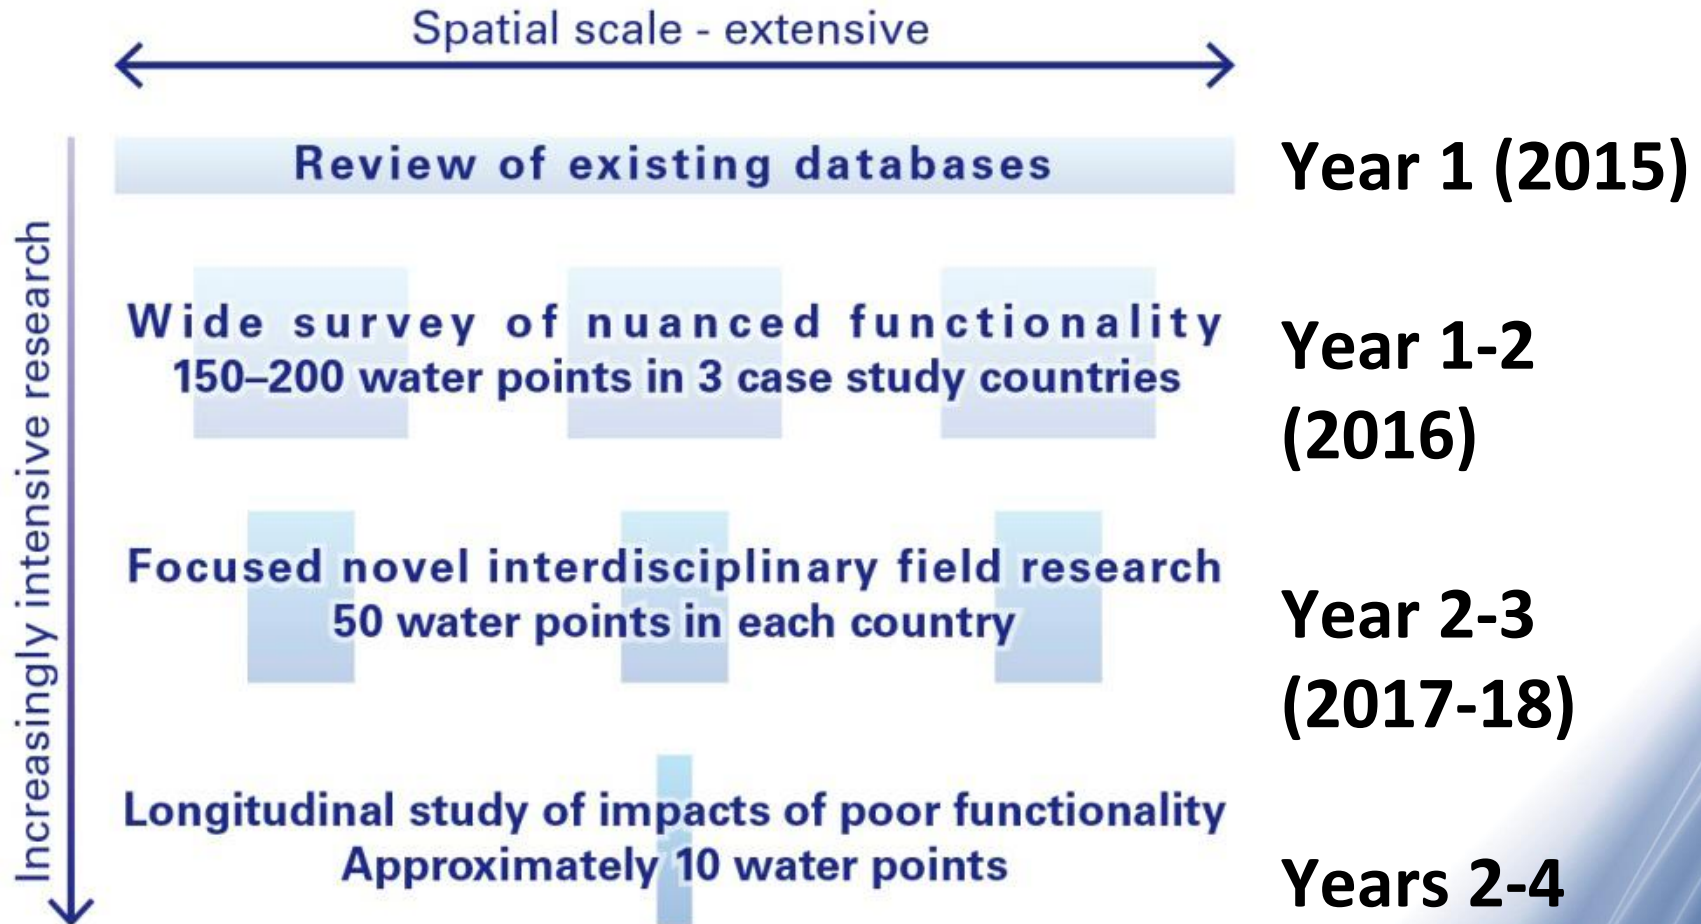 Spatial scale - extensive
Increasingly intensive research
Review of existing databases
Year 1 (2015)
Wide survey of nuanced functionality
150–200 water points in 3 case study countries
Year 1-2
(2016)
Focused novel interdisciplinary field research
50 water points in each country
Year 2-3
(2017-18)
Longitudinal study of impacts of poor functionality
Approximately 10 water points
Years 2-4